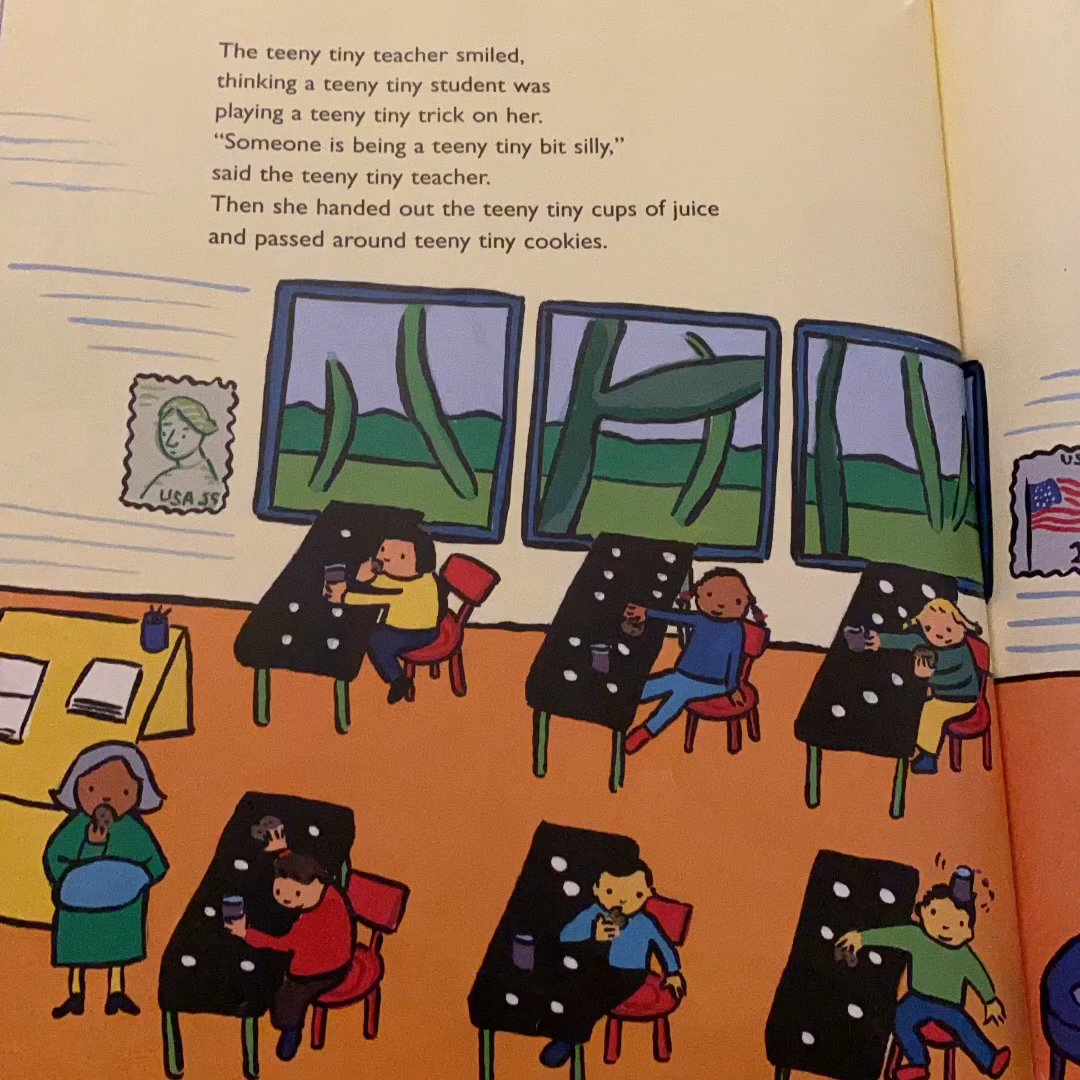 The teeny tiny teacher smiled,
thinking a teeny tiny student was
playing a teeny tiny trick on her.
“Someone is being a teeny tiny bit silly,”
said the teeny tiny teacher.
Then she handed out the teeny tiny cups of juice
and passed around teeny tiny cookies.
USA
US
2